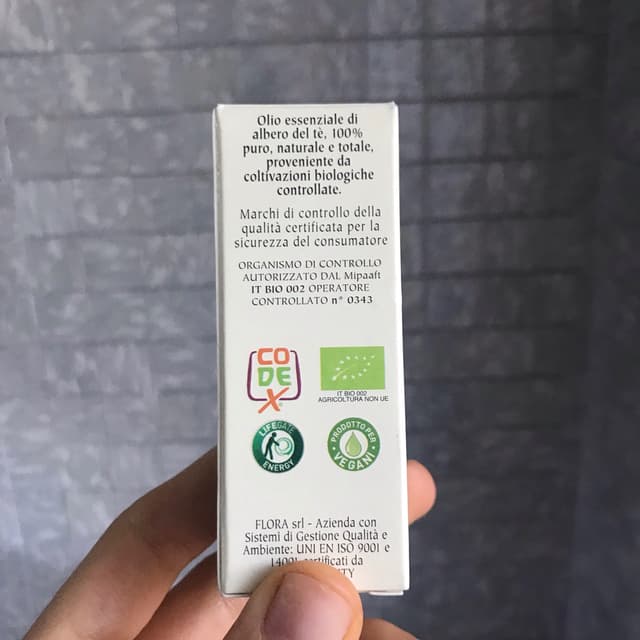 Olio essenziale di
albero del tè, 100%
puro, naturale e totale,
proveniente da
coltivazioni biologiche
controllate.
Marchi di controllo della
qualità certificata per la
sicurezza del consumatore
ORGANISMO DI CONTROLLO
AUTORIZZATO DAL Mipaaft
IT BIO 002 OPERATORE
CONTROLLATO n° 0343
CO
DE
X
IT BIO 002
AGRICOLTURA NON UE
LIFEGATE
ENERGY
PRODOTTO PER
VEGANI
FLORA srl - Azienda con
Sistemi di Gestione Qualità e
Ambiente: UNI EN ISO 9001 e
14001 certificati da